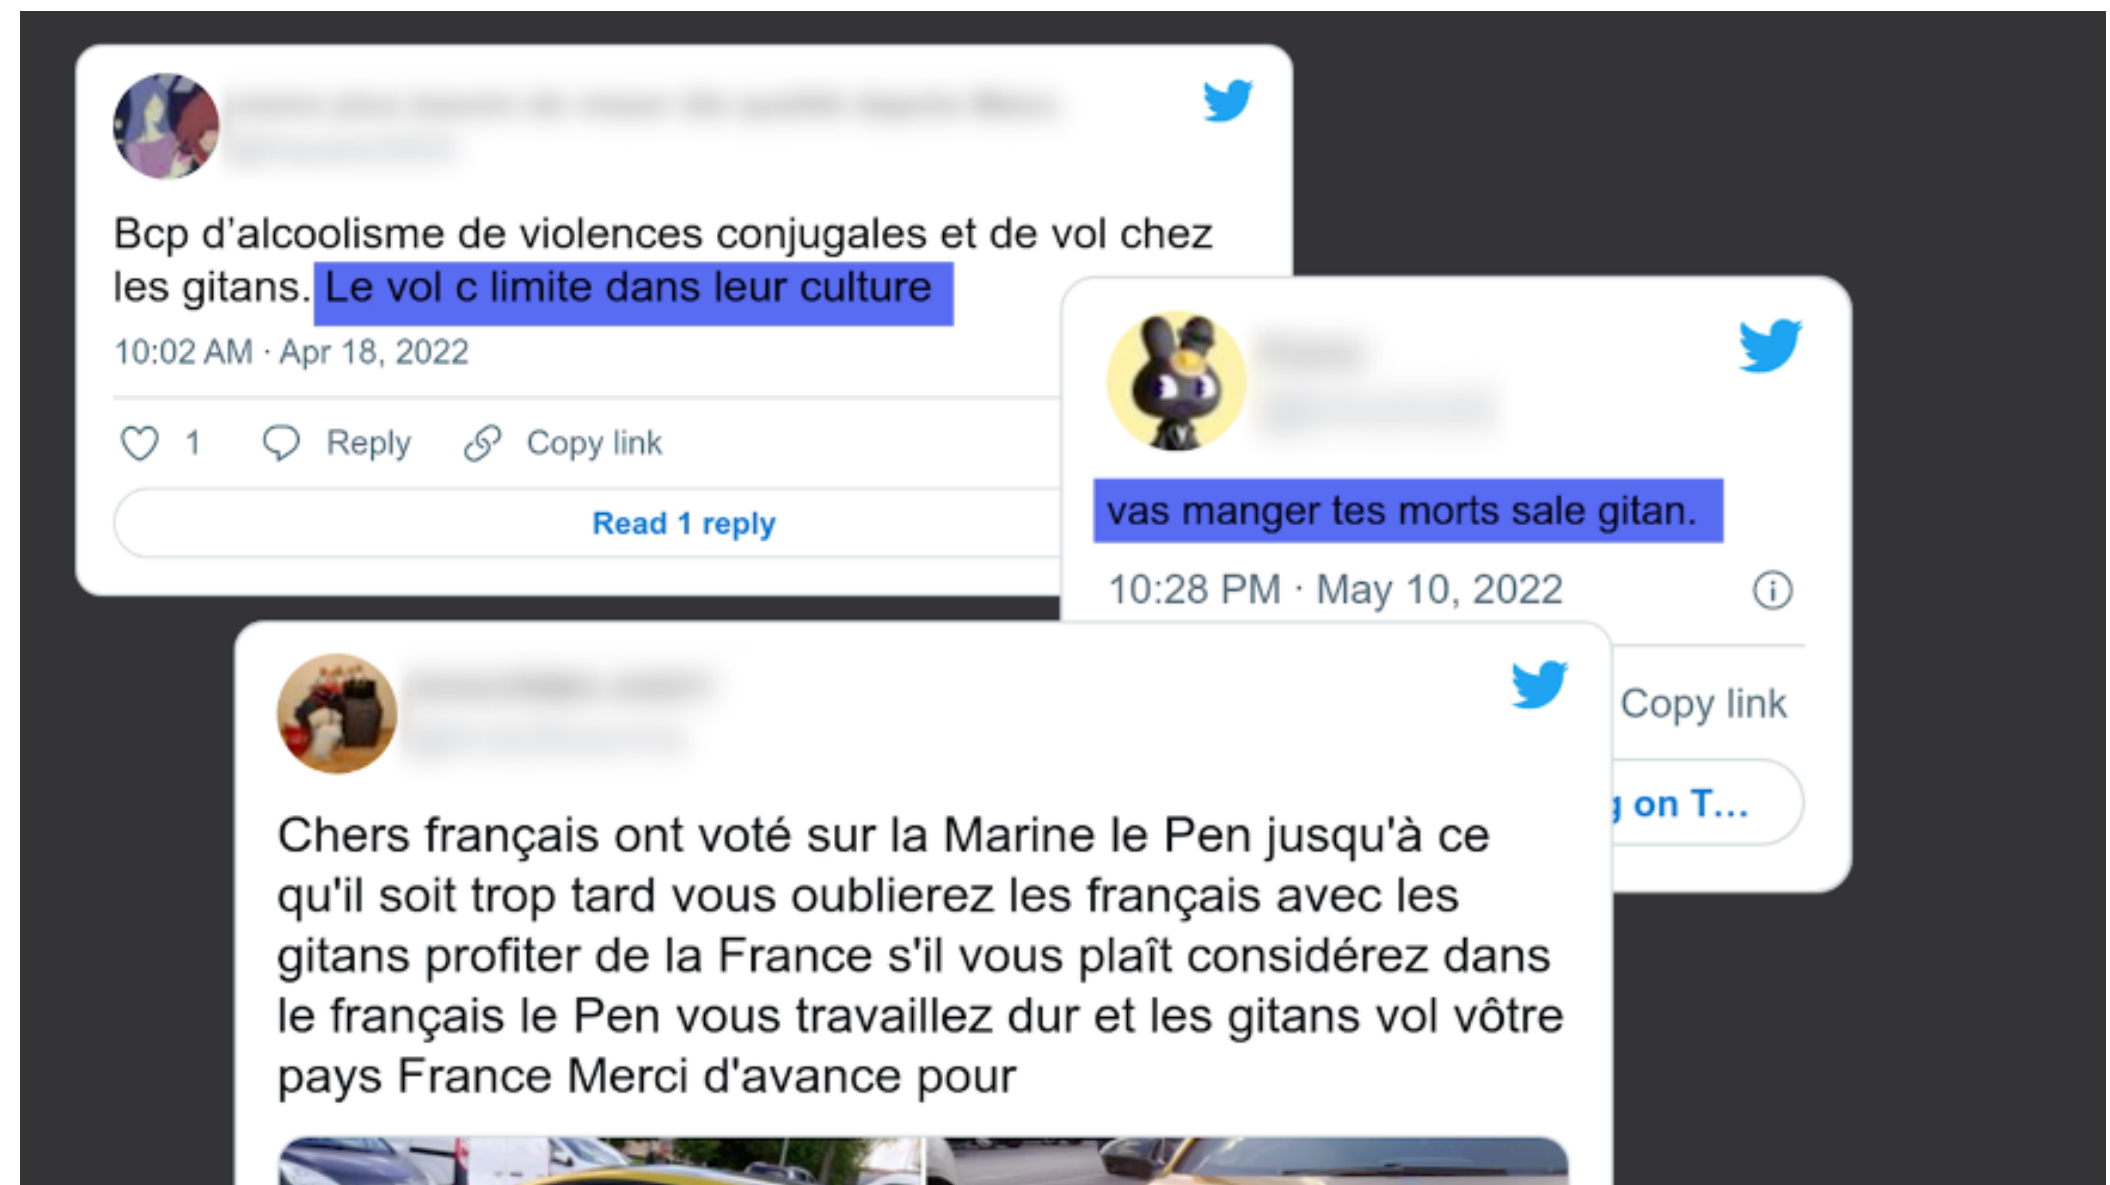 Bcp d’alcoolisme de violences conjugales et de vol chez
les gitans. Le vol c limite dans leur culture
10:02 AM · Apr 18, 2022
1 Reply Copy link
Read 1 reply
vas manger tes morts sale gitan.
10:28 PM · May 10, 2022
Copy link
on T...
Chers français ont voté sur la Marine le Pen jusqu'à ce
qu'il soit trop tard vous oublierez les français avec les
gitans profiter de la France s'il vous plaît considérez dans
le français le Pen vous travaillez dur et les gitans vol vôtre
pays France Merci d'avance pour